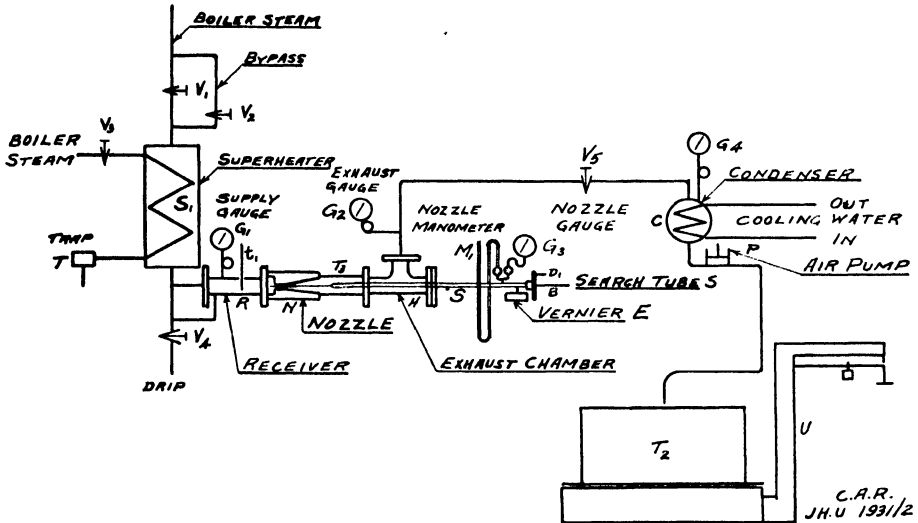 BOILER STEAM
BYPASS
V1
V2
V3
BOILER
STEAM
SUPERHEATER
S1
SUPPLY
GAUGE
G1
t1
TRAP
T
EXHAUST
GAUGE
G2
NOZZLE
MANOMETER
M1
V5
NOZZLE
GAUGE
G3
G4
CONDENSER
C
OUT
COOLING WATER
IN
P
AIR PUMP
T3
R
N
H
S
D1
B
SEARCH TUBE S
NOZZLE
VERNIER E
V4
RECEIVER
EXHAUST CHAMBER
DRIP
T2
U
C.A.R.
J.H.U 1931/2